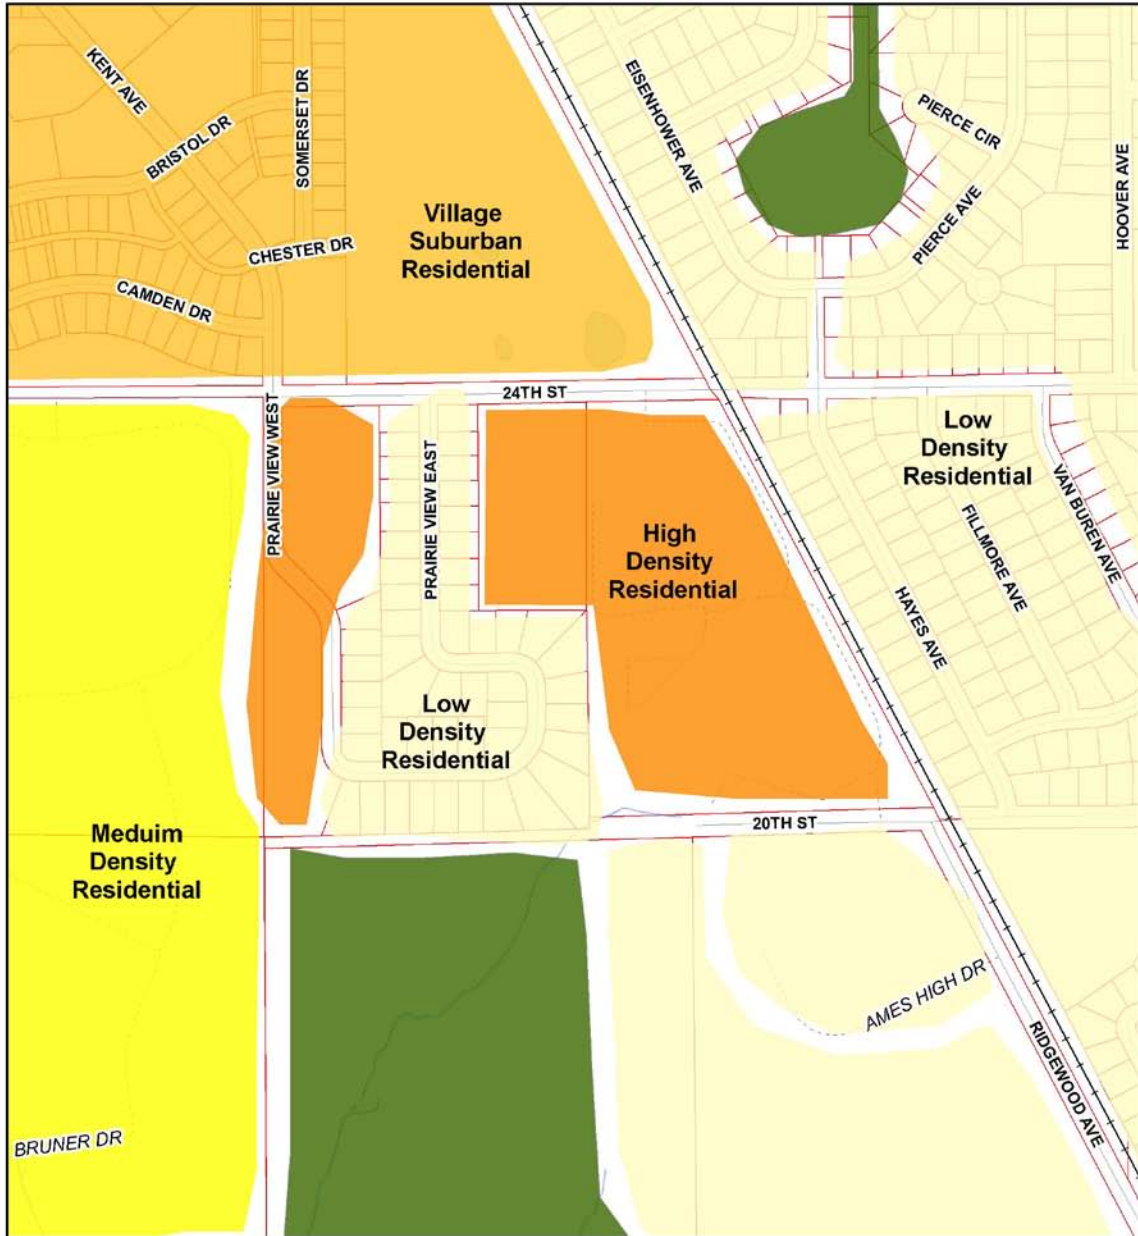 KENT AVE
BRISTOL DR
SOMERSET DR
CHESTER DR
CAMDEN DR
Village
Suburban
Residential
EISENHOWER AVE
PIERCE CIR
PIERCE AVE
HOOVER AVE
24TH ST
PRAIRIE VIEW WEST
PRAIRIE VIEW EAST
High
Density
Residential
Low
Density
Residential
VAN BUREN AVE
FILLMORE AVE
HAYES AVE
Low
Density
Residential
Meduim
Density
Residential
20TH ST
AMES HIGH DR
RIDGEWOOD AVE
BRUNER DR